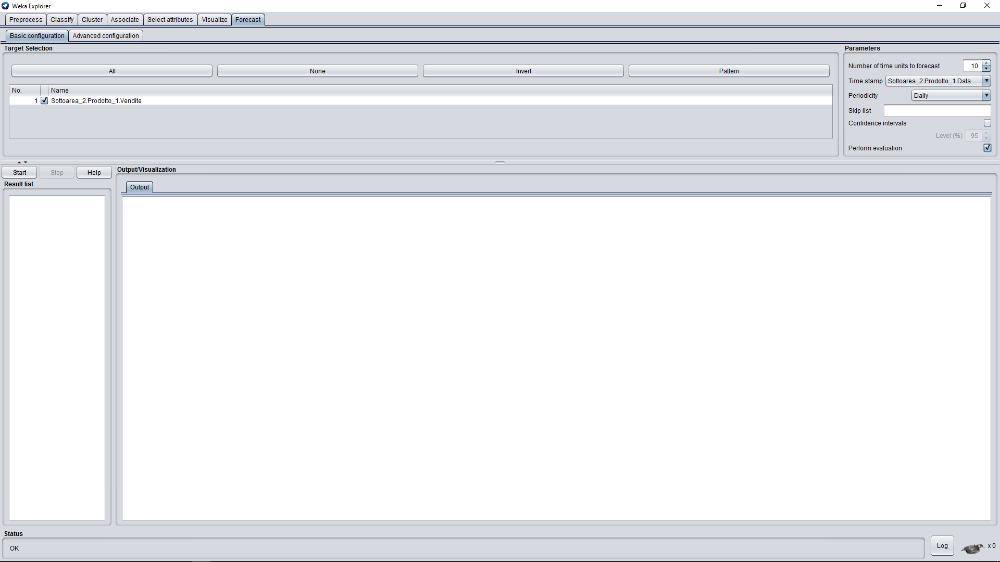 Weka Explorer
Preprocess Classify Cluster Associate Select attributes Visualize Forecast
Basic configuration Advanced configuration
Target Selection
All None Invert Pattern
No. Name
1 Sottoarea_2.Prodotto_1.Vendite
Parameters
Number of time units to forecast 10
Time stamp Sottoarea_2.Prodotto_1.Data
Periodicity Daily
Skip list
Confidence intervals
Level (%) 95
Perform evaluation
Start Stop Help
Result list
Output/Visualization
Output
Status
OK
Log x 0